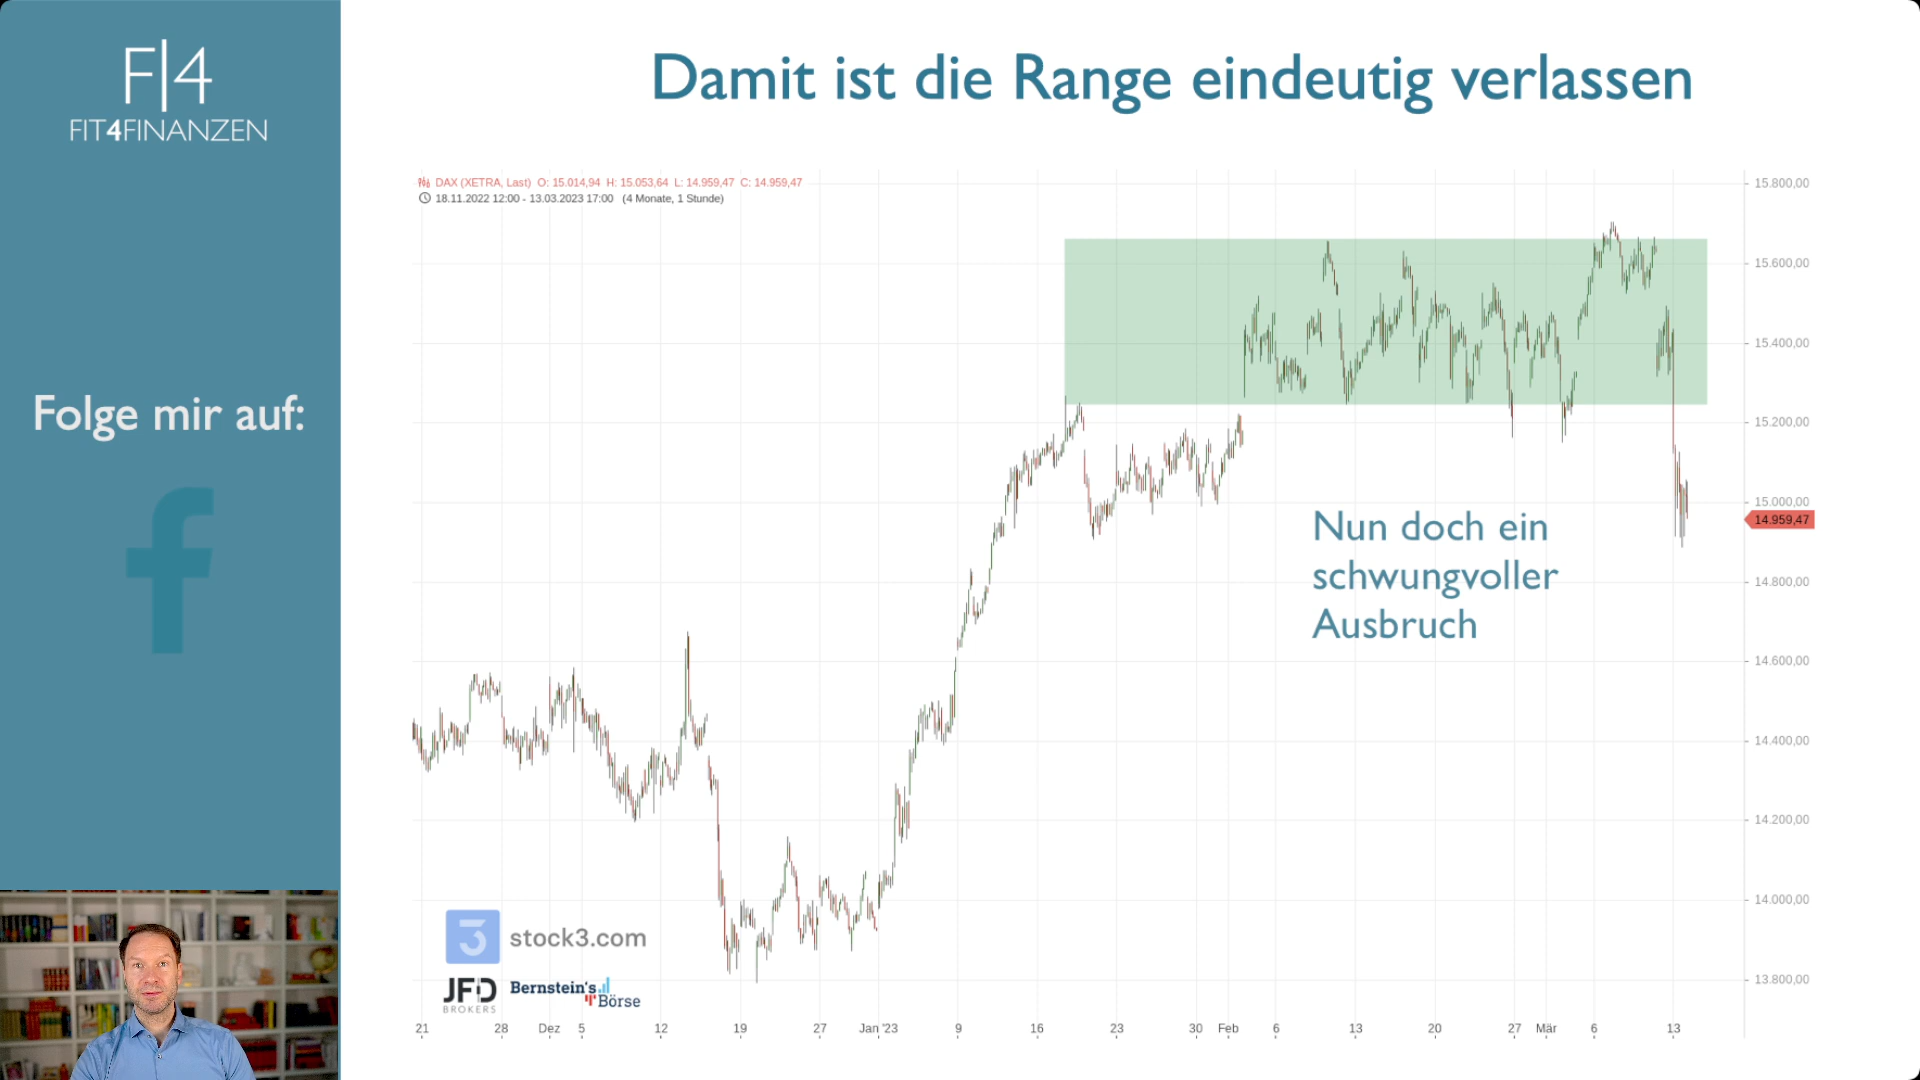 F|4
FIT4FINANZEN
Folge mir auf:
Damit ist die Range eindeutig verlassen
DAX (XETRA, Last) O: 15.014,94 H: 15.053,64 L: 14.959,47 C: 14.959,47
18.11.2022 12:00 - 13.03.2023 17:00 (4 Monate, 1 Stunde)
15.800,00
15.600,00
15.400,00
15.200,00
15.000,00
14.959,47
14.800,00
14.600,00
14.400,00
14.200,00
14.000,00
13.800,00
Nun doch ein
schwungvoller
Ausbruch
3 stock3.com
JFD
BROKERS
Bernstein's
Börse
21 28 Dez 5 12 19 27 Jan '23 9 16 23 30 Feb 6 13 20 27 Mär 6 13